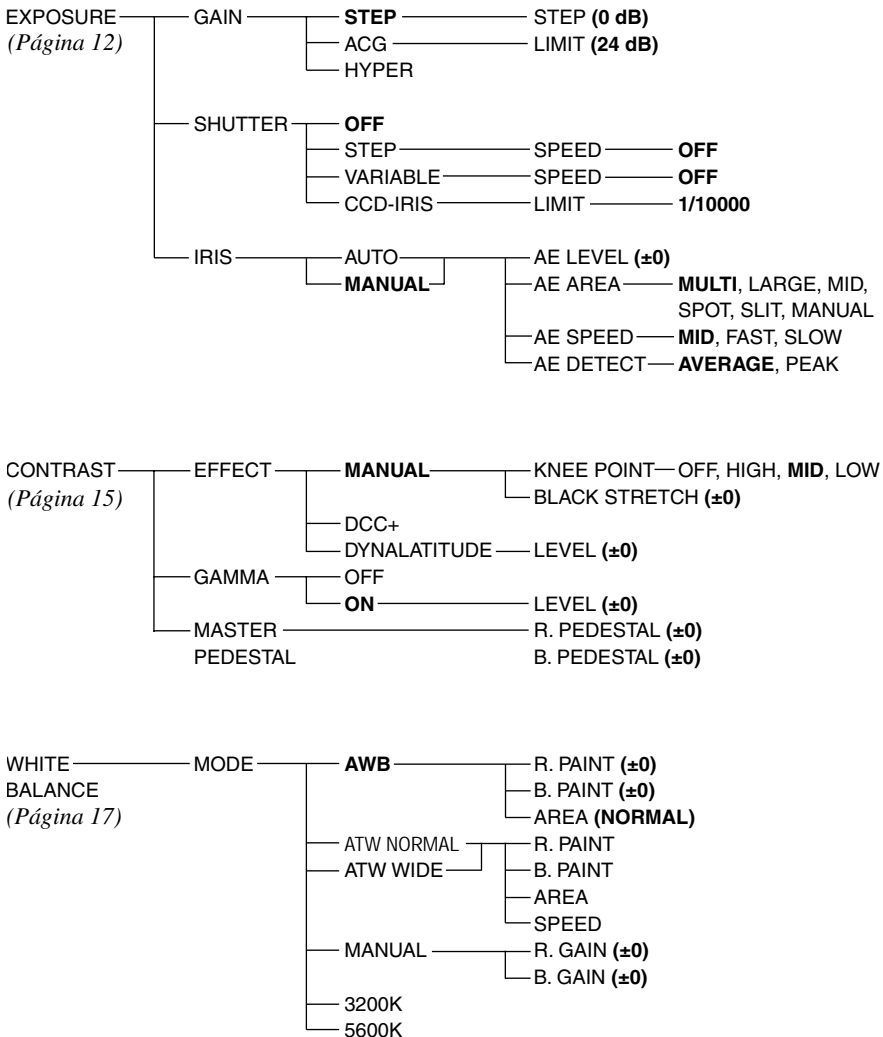 EXPOSURE GAIN STEP STEP (0 dB)
(Página 12) ACG LIMIT (24 dB)
HYPER
SHUTTER OFF
STEP SPEED OFF
VARIABLE SPEED OFF
CCD-IRIS LIMIT 1/10000
IRIS AUTO AE LEVEL (±0)
MANUAL AE AREA MULTI, LARGE, MID,
SPOT, SLIT, MANUAL
AE SPEED MID, FAST, SLOW
AE DETECT AVERAGE, PEAK
CONTRAST EFFECT MANUAL KNEE POINT OFF, HIGH, MID, LOW
(Página 15) BLACK STRETCH (±0)
DCC+
DYNALATITUDE LEVEL (±0)
GAMMA OFF
ON LEVEL (±0)
MASTER R. PEDESTAL (±0)
PEDESTAL B. PEDESTAL (±0)
WHITE MODE AWB R. PAINT (±0)
BALANCE B. PAINT (±0)
(Página 17) AREA (NORMAL)
ATW NORMAL R. PAINT
ATW WIDE B. PAINT
AREA
SPEED
MANUAL R. GAIN (±0)
B. GAIN (±0)
3200K
5600K